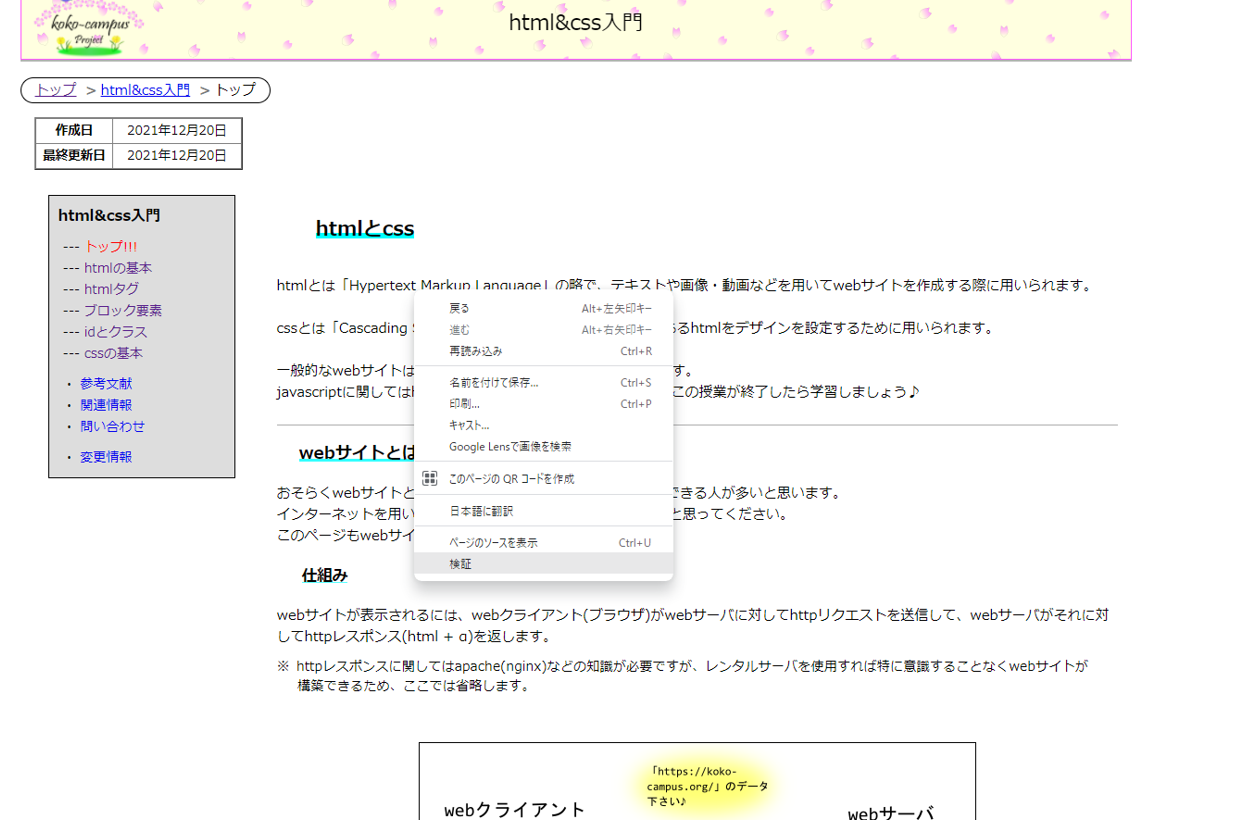 koko-campus
Project
html&css入門
トップ > html&css入門 > トップ
作成日 2021年12月20日
最終更新日 2021年12月20日
html&css入門
--- トップ!!!
--- htmlの基本
--- htmlタグ
--- ブロック要素
--- idとクラス
--- cssの基本
・ 参考文献
・ 関連情報
・ 問い合わせ
・ 変更情報
htmlとcss
htmlとは「Hypertext Markup Language」の略で、テキストや画像・動画などを用いてwebサイトを作成する際に用いられます。
cssとは「Cascading るhtmlをデザインを設定するために用いられます。
一般的なwebサイトは す。
javascriptに関しては この授業が終了したら学習しましょう♪
webサイトとは
おそらくwebサイトと できる人が多いと思います。
インターネットを用い と思ってください。
このページもwebサイ
戻る Alt+左矢印キー
進む Alt+右矢印キー
再読み込み Ctrl+R
名前を付けて保存... Ctrl+S
印刷... Ctrl+P
キャスト...
Google Lensで画像を検索
このページの QR コードを作成
日本語に翻訳
ページのソースを表示 Ctrl+U
検証
仕組み
webサイトが表示されるには、webクライアント(ブラウザ)がwebサーバに対してhttpリクエストを送信して、webサーバがそれに対
してhttpレスポンス(html + α)を返します。
※ httpレスポンスに関してはapache(nginx)などの知識が必要ですが、レンタルサーバを使用すれば特に意識することなくwebサイトが
構築できるため、ここでは省略します。
「https://koko-
campus.org/」のデータ
下さい♪
webクライアント
webサーバ